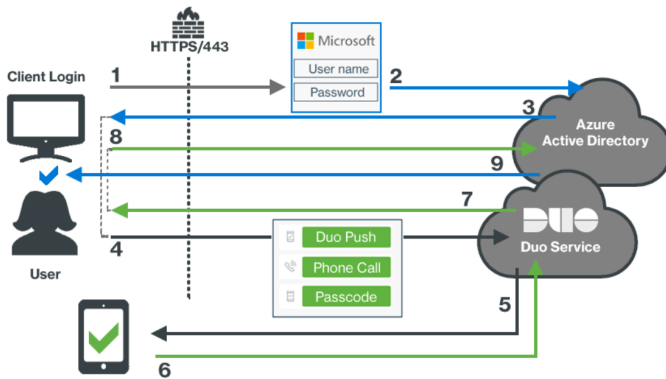 HTTPS/443
Microsoft
User name
Password
Client Login
1
2
3
Azure
Active Directory
8
9
7
DUO
Duo Service
4
Duo Push
Phone Call
Passcode
User
5
6